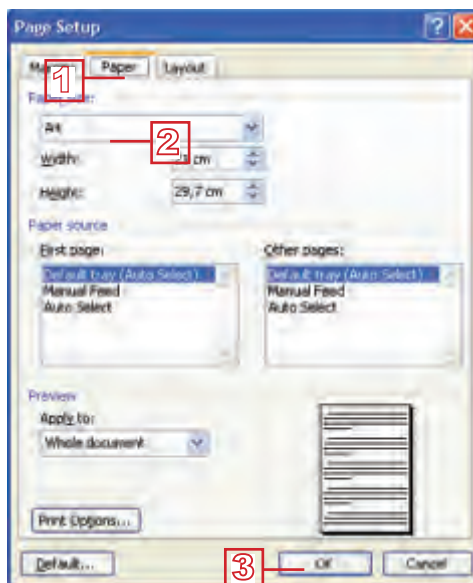 Page Setup
1 Paper Layout
A4
2
Width: cm
Height: 29,7 cm
Paper source
First page: Other pages:
Default tray (Auto Select) Default tray (Auto Select)
Manual Feed Manual Feed
Auto Select Auto Select
Preview
Apply to:
Whole document
Print Options...
Default... 3 OK Cancel